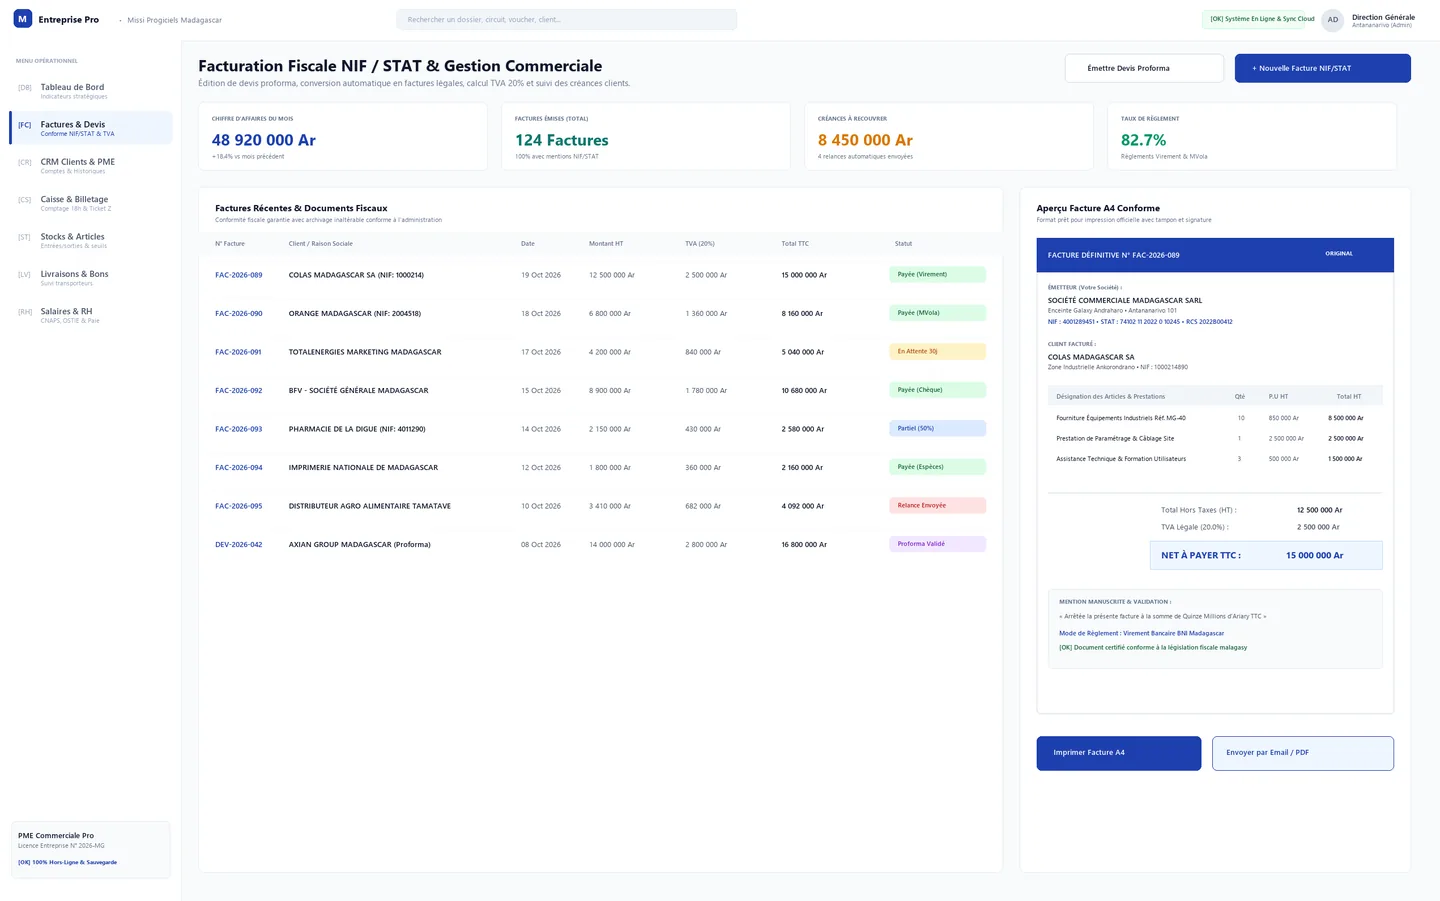 M Entreprise Pro • Missi Progiciels Madagascar
Rechercher un dossier, circuit, voucher, client...
[OK] Système En Ligne & Sync Cloud
AD
Direction Générale
Antananarivo (Admin)
MENU OPÉRATIONNEL
[DB] Tableau de Bord
Indicateurs stratégiques
[FC] Factures & Devis
Conforme NIF/STAT & TVA
[CR] CRM Clients & PME
Comptes & Historiques
[CS] Caisse & Billetage
Comptage 18h & Ticket Z
[ST] Stocks & Articles
Entrées/sorties & seuils
[LV] Livraisons & Bons
Suivi transporteurs
[RH] Salaires & RH
CNAPS, OSTIE & Paie
PME Commerciale Pro
Licence Entreprise N° 2026-MG
[OK] 100% Hors-Ligne & Sauvegarde
Facturation Fiscale NIF / STAT & Gestion Commerciale
Édition de devis proforma, conversion automatique en factures légales, calcul TVA 20% et suivi des créances clients.
Émettre Devis Proforma
+ Nouvelle Facture NIF/STAT
CHIFFRE D'AFFAIRES DU MOIS
48 920 000 Ar
+18.4% vs mois précédent
FACTURES ÉMISES (TOTAL)
124 Factures
100% avec mentions NIF/STAT
CRÉANCES À RECOUVRER
8 450 000 Ar
4 relances automatiques envoyées
TAUX DE RÈGLEMENT
82.7%
Règlements Virement & MVola
Factures Récentes & Documents Fiscaux
Conformité fiscale garantie avec archivage inaltérable conforme à l'administration
N° Facture Client / Raison Sociale Date Montant HT TVA (20%) Total TTC Statut
FAC-2026-089 COLAS MADAGASCAR SA (NIF: 1000214) 19 Oct 2026 12 500 000 Ar 2 500 000 Ar 15 000 000 Ar Payée (Virement)
FAC-2026-090 ORANGE MADAGASCAR (NIF: 2004518) 18 Oct 2026 6 800 000 Ar 1 360 000 Ar 8 160 000 Ar Payée (MVola)
FAC-2026-091 TOTALENERGIES MARKETING MADAGASCAR 17 Oct 2026 4 200 000 Ar 840 000 Ar 5 040 000 Ar En Attente 30j
FAC-2026-092 BFV - SOCIÉTÉ GÉNÉRALE MADAGASCAR 15 Oct 2026 8 900 000 Ar 1 780 000 Ar 10 680 000 Ar Payée (Chèque)
FAC-2026-093 PHARMACIE DE LA DIGUE (NIF: 4011290) 14 Oct 2026 2 150 000 Ar 430 000 Ar 2 580 000 Ar Partiel (50%)
FAC-2026-094 IMPRIMERIE NATIONALE DE MADAGASCAR 12 Oct 2026 1 800 000 Ar 360 000 Ar 2 160 000 Ar Payée (Espèces)
FAC-2026-095 DISTRIBUTEUR AGRO ALIMENTAIRE TAMATAVE 10 Oct 2026 3 410 000 Ar 682 000 Ar 4 092 000 Ar Relance Envoyée
DEV-2026-042 AXIAN GROUP MADAGASCAR (Proforma) 08 Oct 2026 14 000 000 Ar 2 800 000 Ar 16 800 000 Ar Proforma Validé
Aperçu Facture A4 Conforme
Format prêt pour impression officielle avec tampon et signature
FACTURE DÉFINITIVE N° FAC-2026-089 ORIGINAL
ÉMETTEUR (Votre Société) :
SOCIÉTÉ COMMERCIALE MADAGASCAR SARL
Enceinte Galaxy Andraharo • Antananarivo 101
NIF : 4001289451 • STAT : 74102 11 2022 0 10245 • RCS 2022B00412
CLIENT FACTURÉ :
COLAS MADAGASCAR SA
Zone Industrielle Ankorondrano • NIF : 1000214890
Désignation des Articles & Prestations Qté P.U HT Total HT
Fourniture Équipements Industriels Réf. MG-40 10 850 000 Ar 8 500 000 Ar
Prestation de Paramétrage & Câblage Site 1 2 500 000 Ar 2 500 000 Ar
Assistance Technique & Formation Utilisateurs 3 500 000 Ar 1 500 000 Ar
Total Hors Taxes (HT) : 12 500 000 Ar
TVA Légale (20.0%) : 2 500 000 Ar
NET À PAYER TTC : 15 000 000 Ar
MENTION MANUSCRITE & VALIDATION :
« Arrêtée la présente facture à la somme de Quinze Millions d'Ariary TTC »
Mode de Règlement : Virement Bancaire BNI Madagascar
[OK] Document certifié conforme à la législation fiscale malagasy
Imprimer Facture A4
Envoyer par Email / PDF